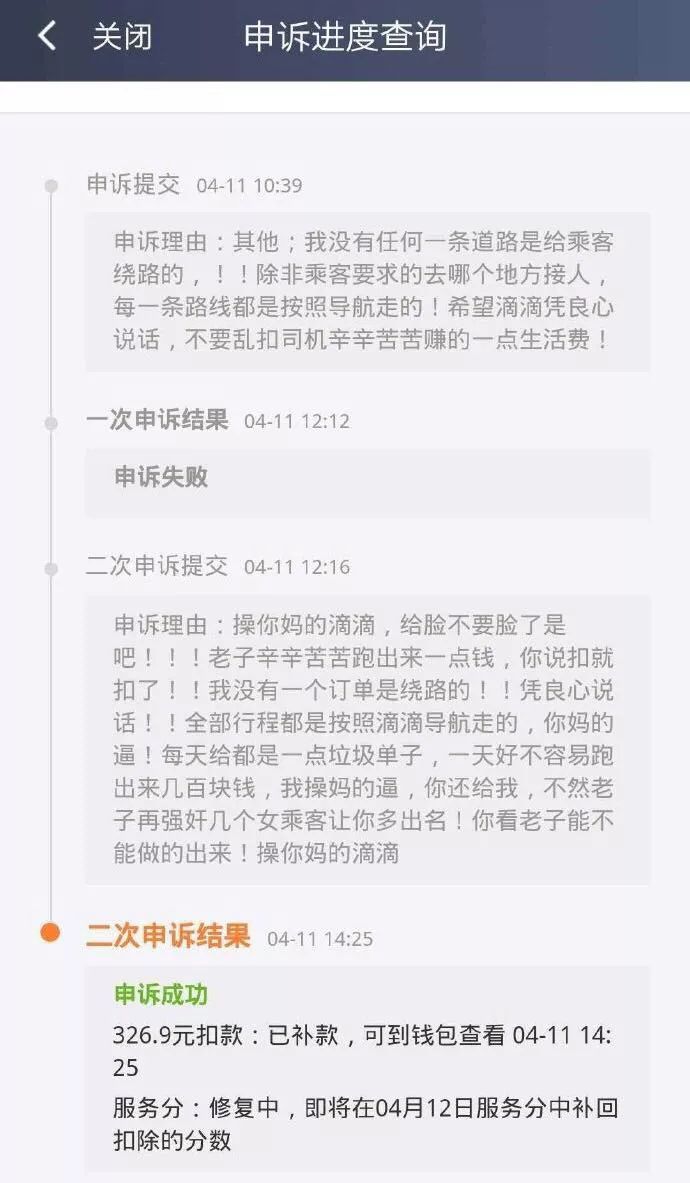 关闭 申诉进度查询
申诉提交 04-11 10:39
申诉理由：其他；我没有任何一条道路是给乘客
绕路的，！！除非乘客要求的去哪个地方接人，
每一条路线都是按照导航走的！希望滴滴凭良心
说话，不要乱扣司机辛辛苦苦赚的一点生活费！
一次申诉结果 04-11 12:12
申诉失败
二次申诉提交 04-11 12:16
申诉理由：操你妈的滴滴，给脸不要脸了是
吧！！！老子辛辛苦苦跑出来一点钱，你说扣就
扣了！！我没有一个订单是绕路的！！凭良心说
话！！全部行程都是按照滴滴导航走的，你妈的
逼！每天给都是一点垃圾单子，一天好不容易跑
出来几百块钱，我操妈的逼，你还给我，不然老
子再强奸几个女乘客让你多出名！你看老子能不
能做的出来！操你妈的滴滴
二次申诉结果 04-11 14:25
申诉成功
326.9元扣款：已补款，可到钱包查看 04-11 14:
25
服务分：修复中，即将在04月12日服务分中补回
扣除的分数